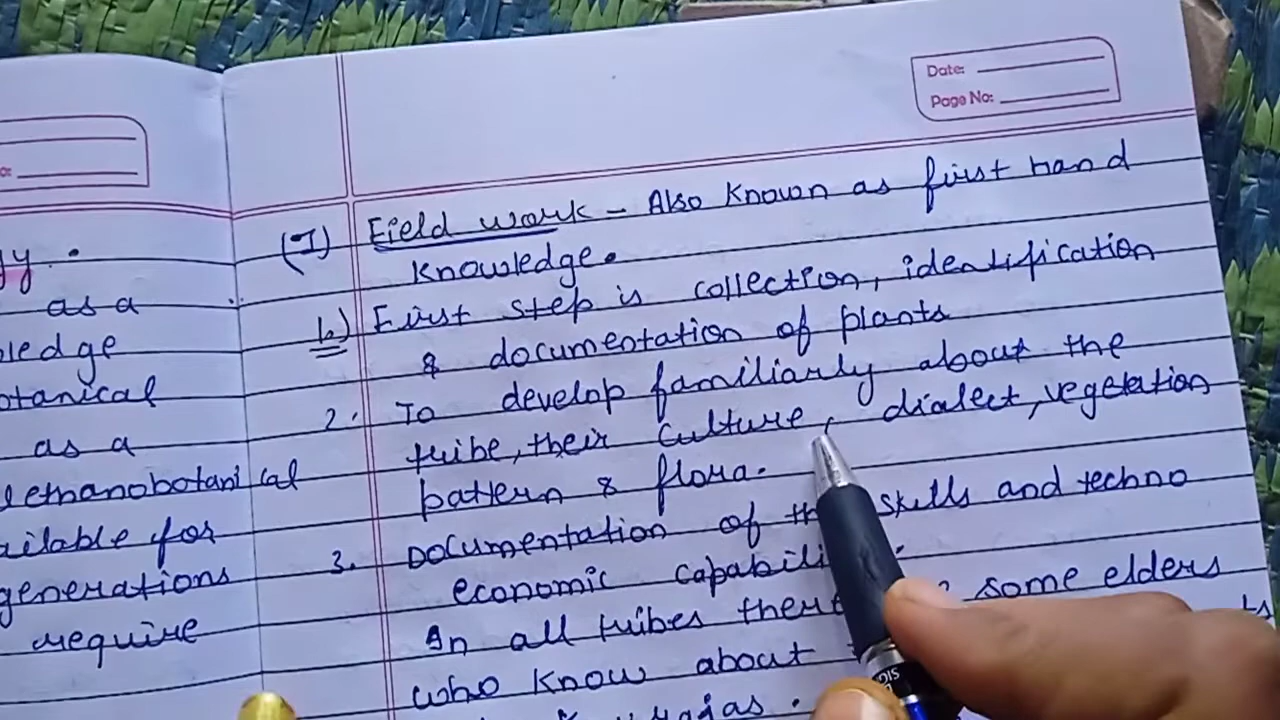 gy.
as a
ledge
otanical
as a
ethanobotanical
ailable for
generations
require
Date:
Page No:
(I) Field work - Also Known as first hand
Knowledge.
b) First step is collection, identification
& documentation of plants
2. To develop familiarly about the
tribe, their culture, dialect, vegetation
pattern & flora.
3. Documentation of the skills and techno
economic capabili
In all tribes there some elders
who know about